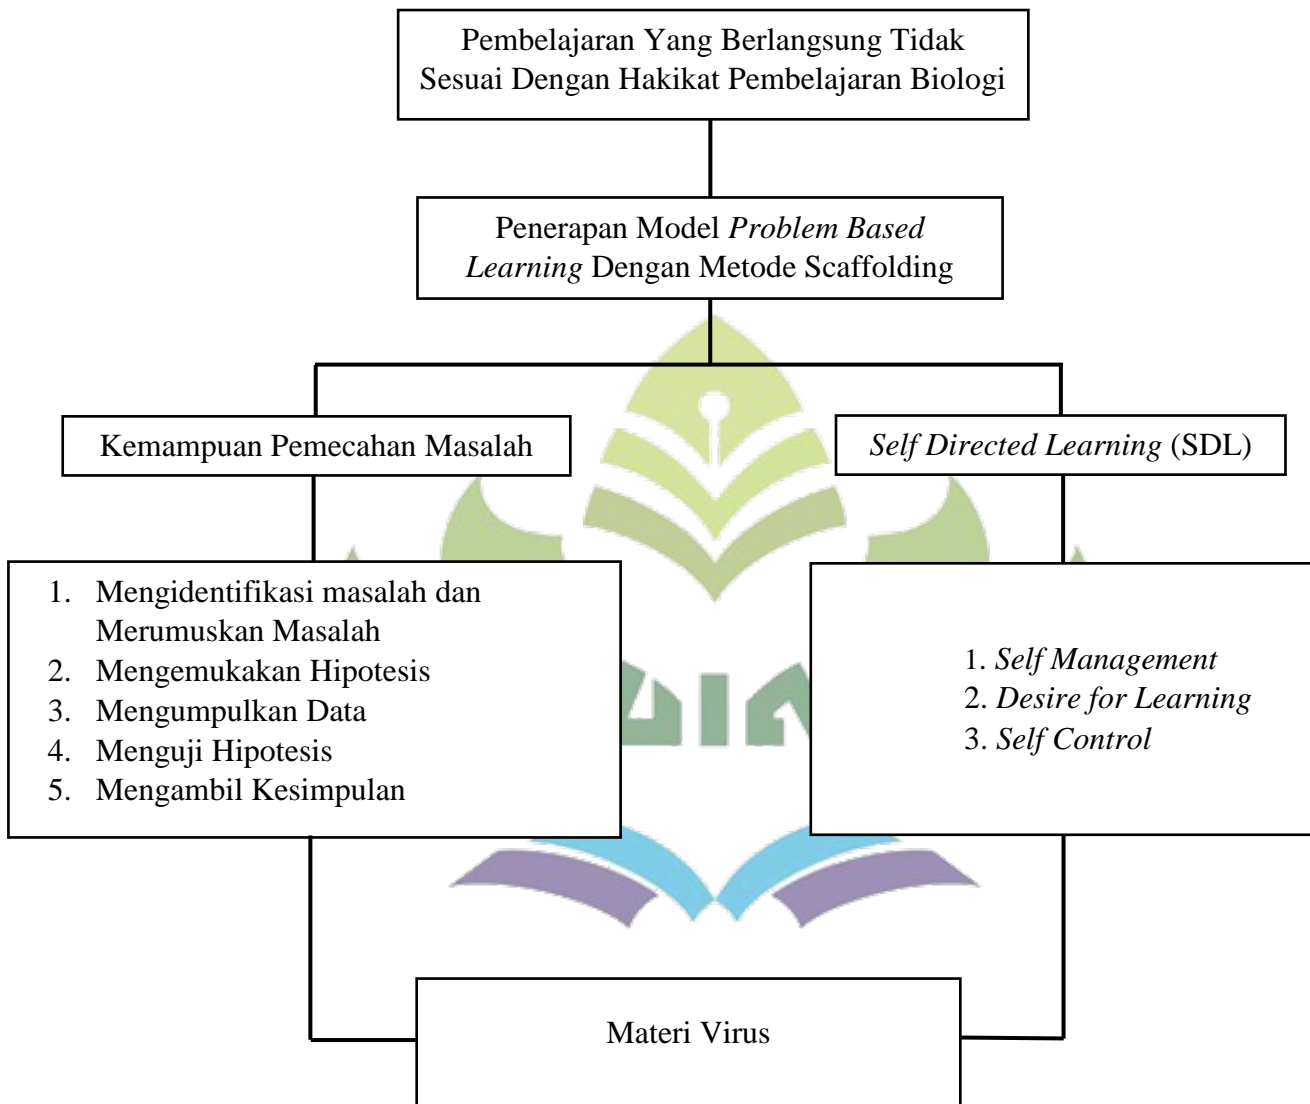 Pembelajaran Yang Berlangsung Tidak
Sesuai Dengan Hakikat Pembelajaran Biologi
Penerapan Model Problem Based
Learning Dengan Metode Scaffolding
Kemampuan Pemecahan Masalah
Self Directed Learning (SDL)
1. Mengidentifikasi masalah dan
Merumuskan Masalah
2. Mengemukakan Hipotesis
3. Mengumpulkan Data
4. Menguji Hipotesis
5. Mengambil Kesimpulan
1. Self Management
2. Desire for Learning
3. Self Control
Materi Virus